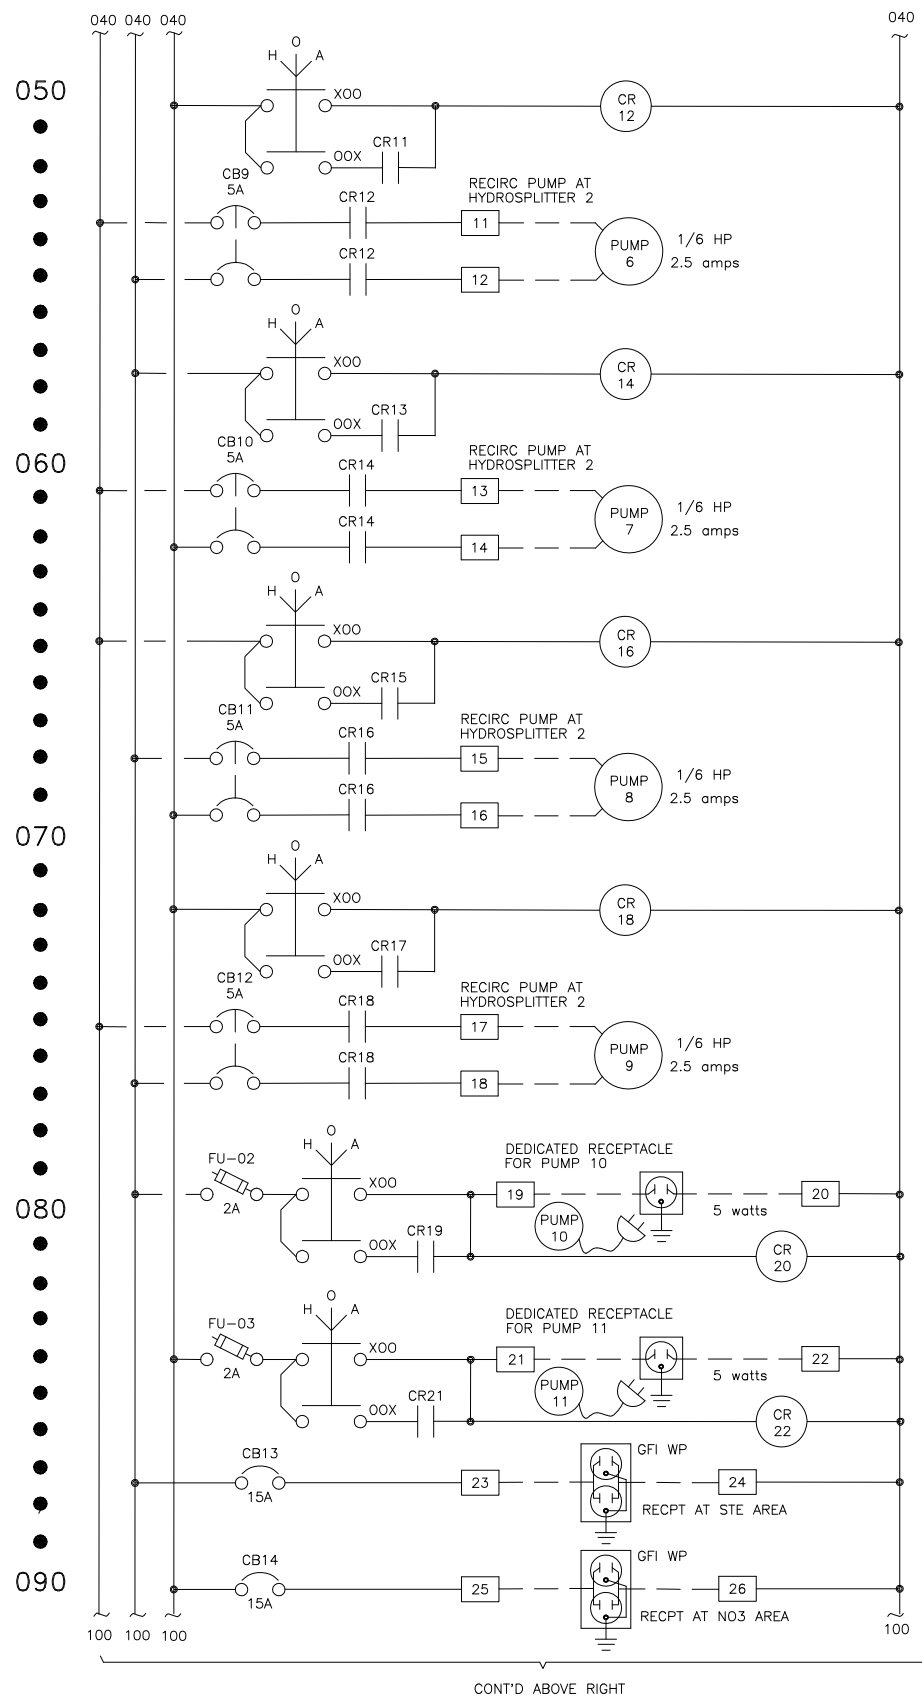 040 040 040 040
H O A
050
XOO
CR
12
OOX
CR11
CB9
5A
CR12
RECIRC PUMP AT
HYDROSPLITTER 2
11
PUMP
6
1/6 HP
2.5 amps
CR12
12
H O A
XOO
CR
14
OOX
CR13
CB10
5A
060
CR14
RECIRC PUMP AT
HYDROSPLITTER 2
13
PUMP
7
1/6 HP
2.5 amps
CR14
14
H O A
XOO
CR
16
OOX
CR15
CB11
5A
CR16
RECIRC PUMP AT
HYDROSPLITTER 2
15
PUMP
8
1/6 HP
2.5 amps
CR16
16
070
H O A
XOO
CR
18
OOX
CR17
CB12
5A
CR18
RECIRC PUMP AT
HYDROSPLITTER 2
17
PUMP
9
1/6 HP
2.5 amps
CR18
18
H O A
FU-02
2A
XOO
DEDICATED RECEPTACLE
FOR PUMP 10
19
5 watts
20
080
PUMP
10
OOX
CR19
CR
20
H O A
FU-03
2A
XOO
DEDICATED RECEPTACLE
FOR PUMP 11
21
5 watts
22
PUMP
11
OOX
CR21
CR
22
CB13
15A
23
GFI WP
24
RECPT AT STE AREA
090
CB14
15A
25
GFI WP
26
RECPT AT NO3 AREA
100 100 100 100
CONT'D ABOVE RIGHT